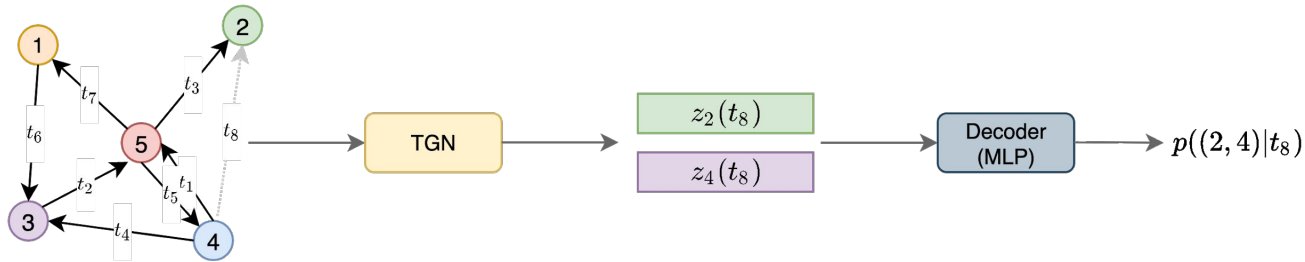 1
2
t₇
t₃
t₆
t₈
5
t₂
t₅
t₁
3
t₄
4
TGN
z₂(t₈)
z₄(t₈)
Decoder
(MLP)
p((2, 4)|t₈)